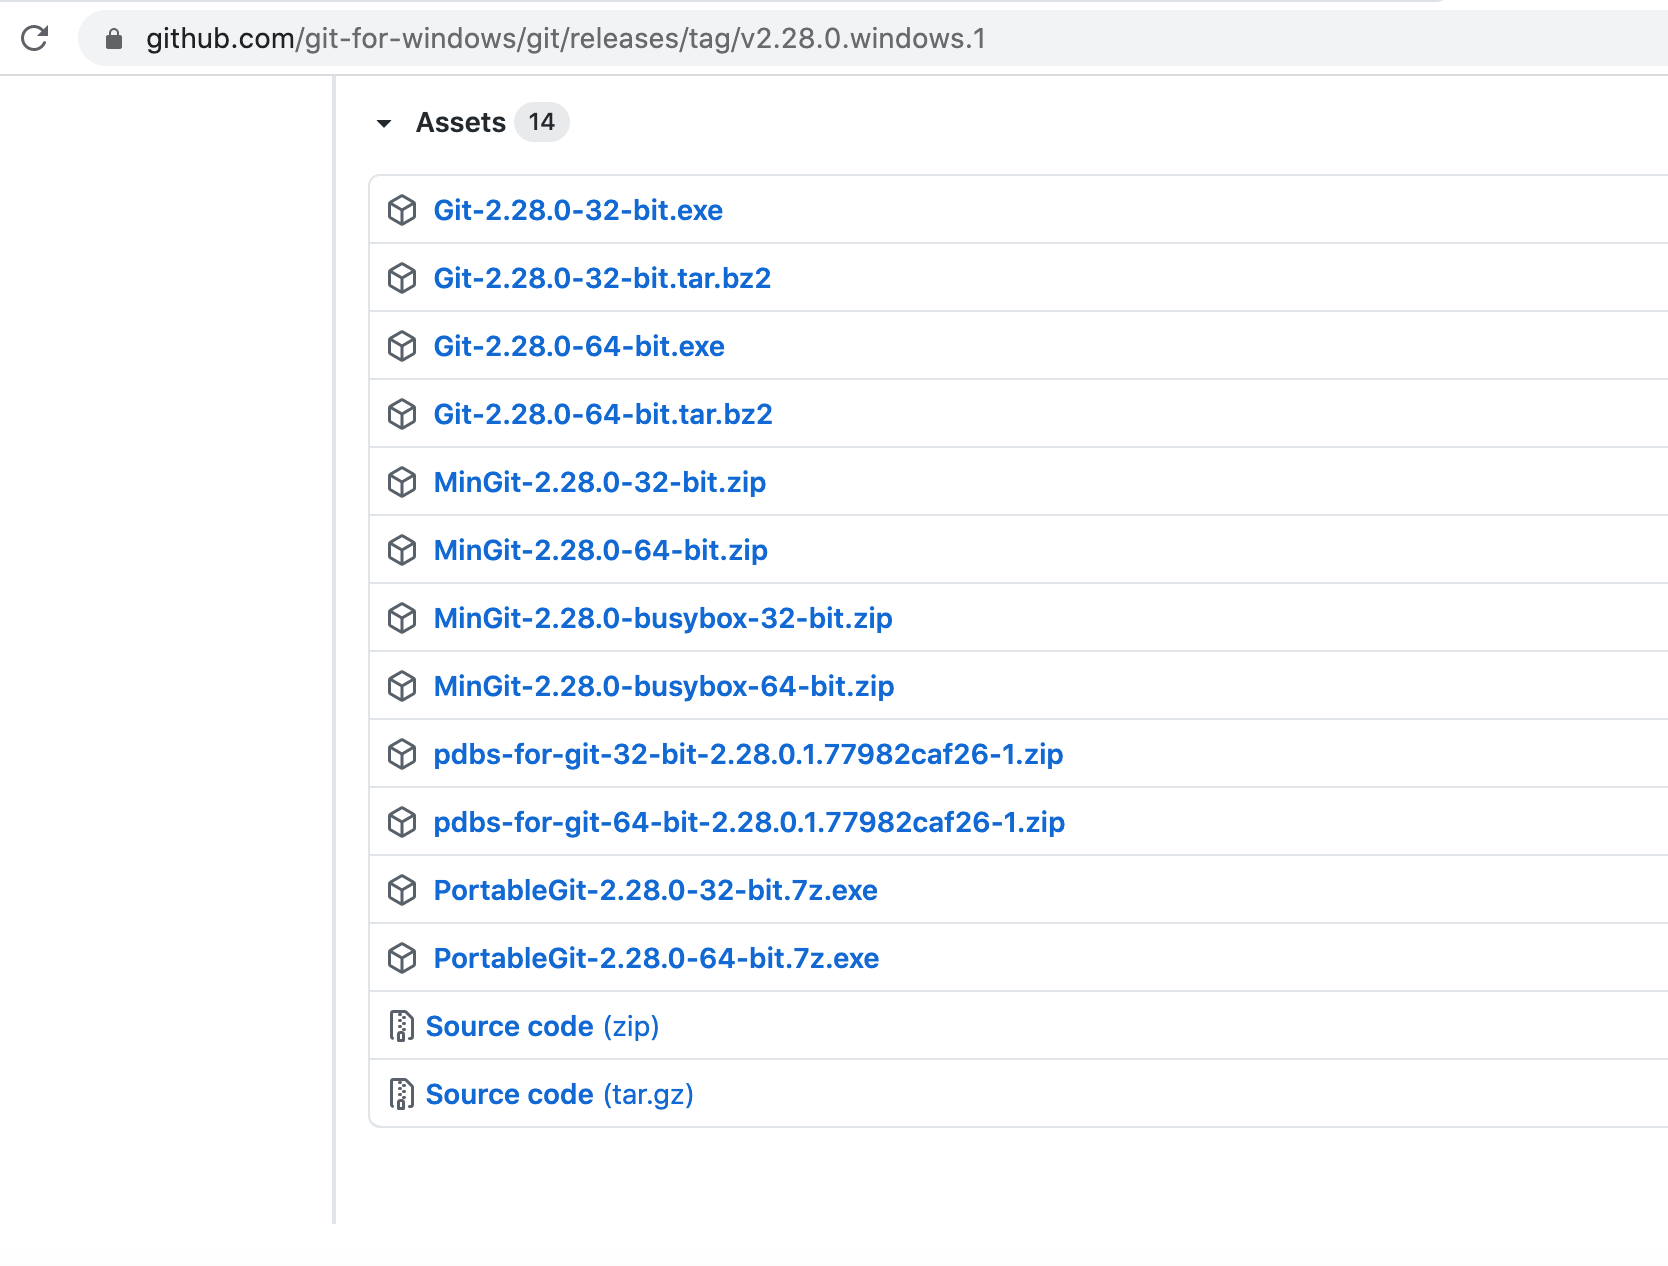 github.com/git-for-windows/git/releases/tag/v2.28.0.windows.1
Assets 14
Git-2.28.0-32-bit.exe
Git-2.28.0-32-bit.tar.bz2
Git-2.28.0-64-bit.exe
Git-2.28.0-64-bit.tar.bz2
MinGit-2.28.0-32-bit.zip
MinGit-2.28.0-64-bit.zip
MinGit-2.28.0-busybox-32-bit.zip
MinGit-2.28.0-busybox-64-bit.zip
pdbs-for-git-32-bit-2.28.0.1.77982caf26-1.zip
pdbs-for-git-64-bit-2.28.0.1.77982caf26-1.zip
PortableGit-2.28.0-32-bit.7z.exe
PortableGit-2.28.0-64-bit.7z.exe
Source code (zip)
Source code (tar.gz)